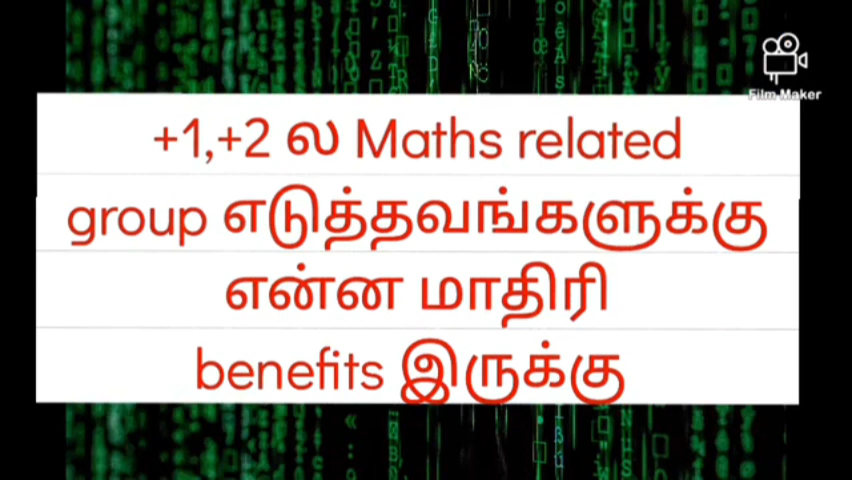 Film Maker
+1,+2 ல Maths related
group எடுத்தவங்களுக்கு
என்ன மாதிரி
benefits இருக்கு